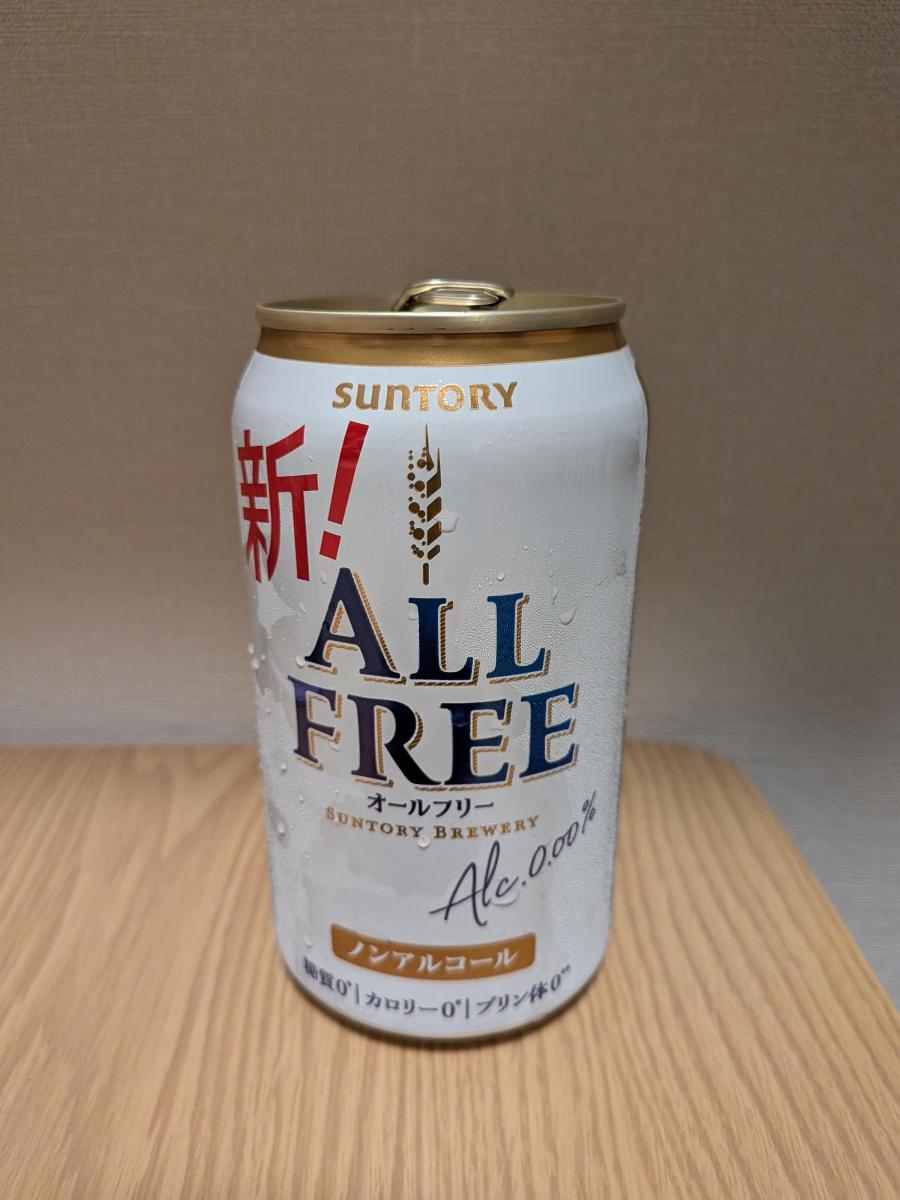 SUNTORY
新!
ALL
FREE
オールフリー
SUNTORY BREWERY
Alc.0.00%
ノンアルコール
糖質0*|カロリー0*|プリン体0**